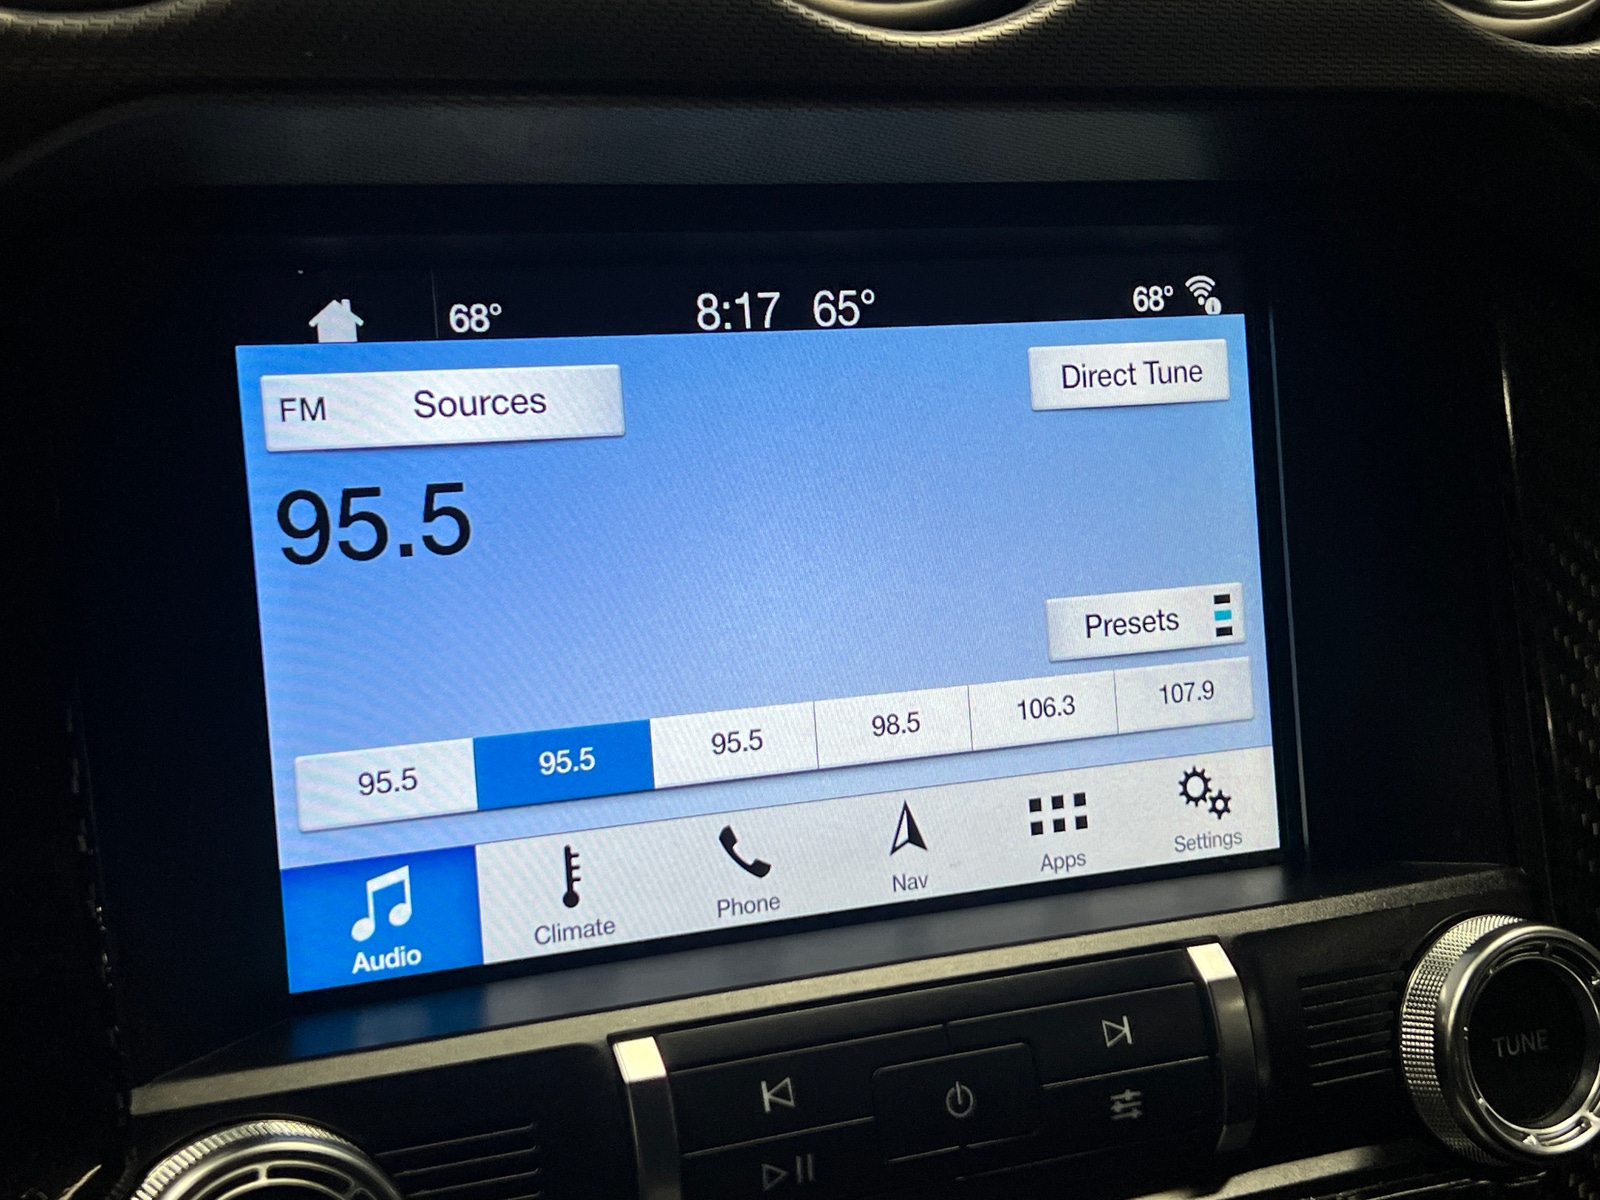 68° 8:17 65° 68°
FM Sources Direct Tune
95.5
Presets
95.5 95.5 95.5 98.5 106.3 107.9
Audio Climate Phone Nav Apps Settings
TUNE